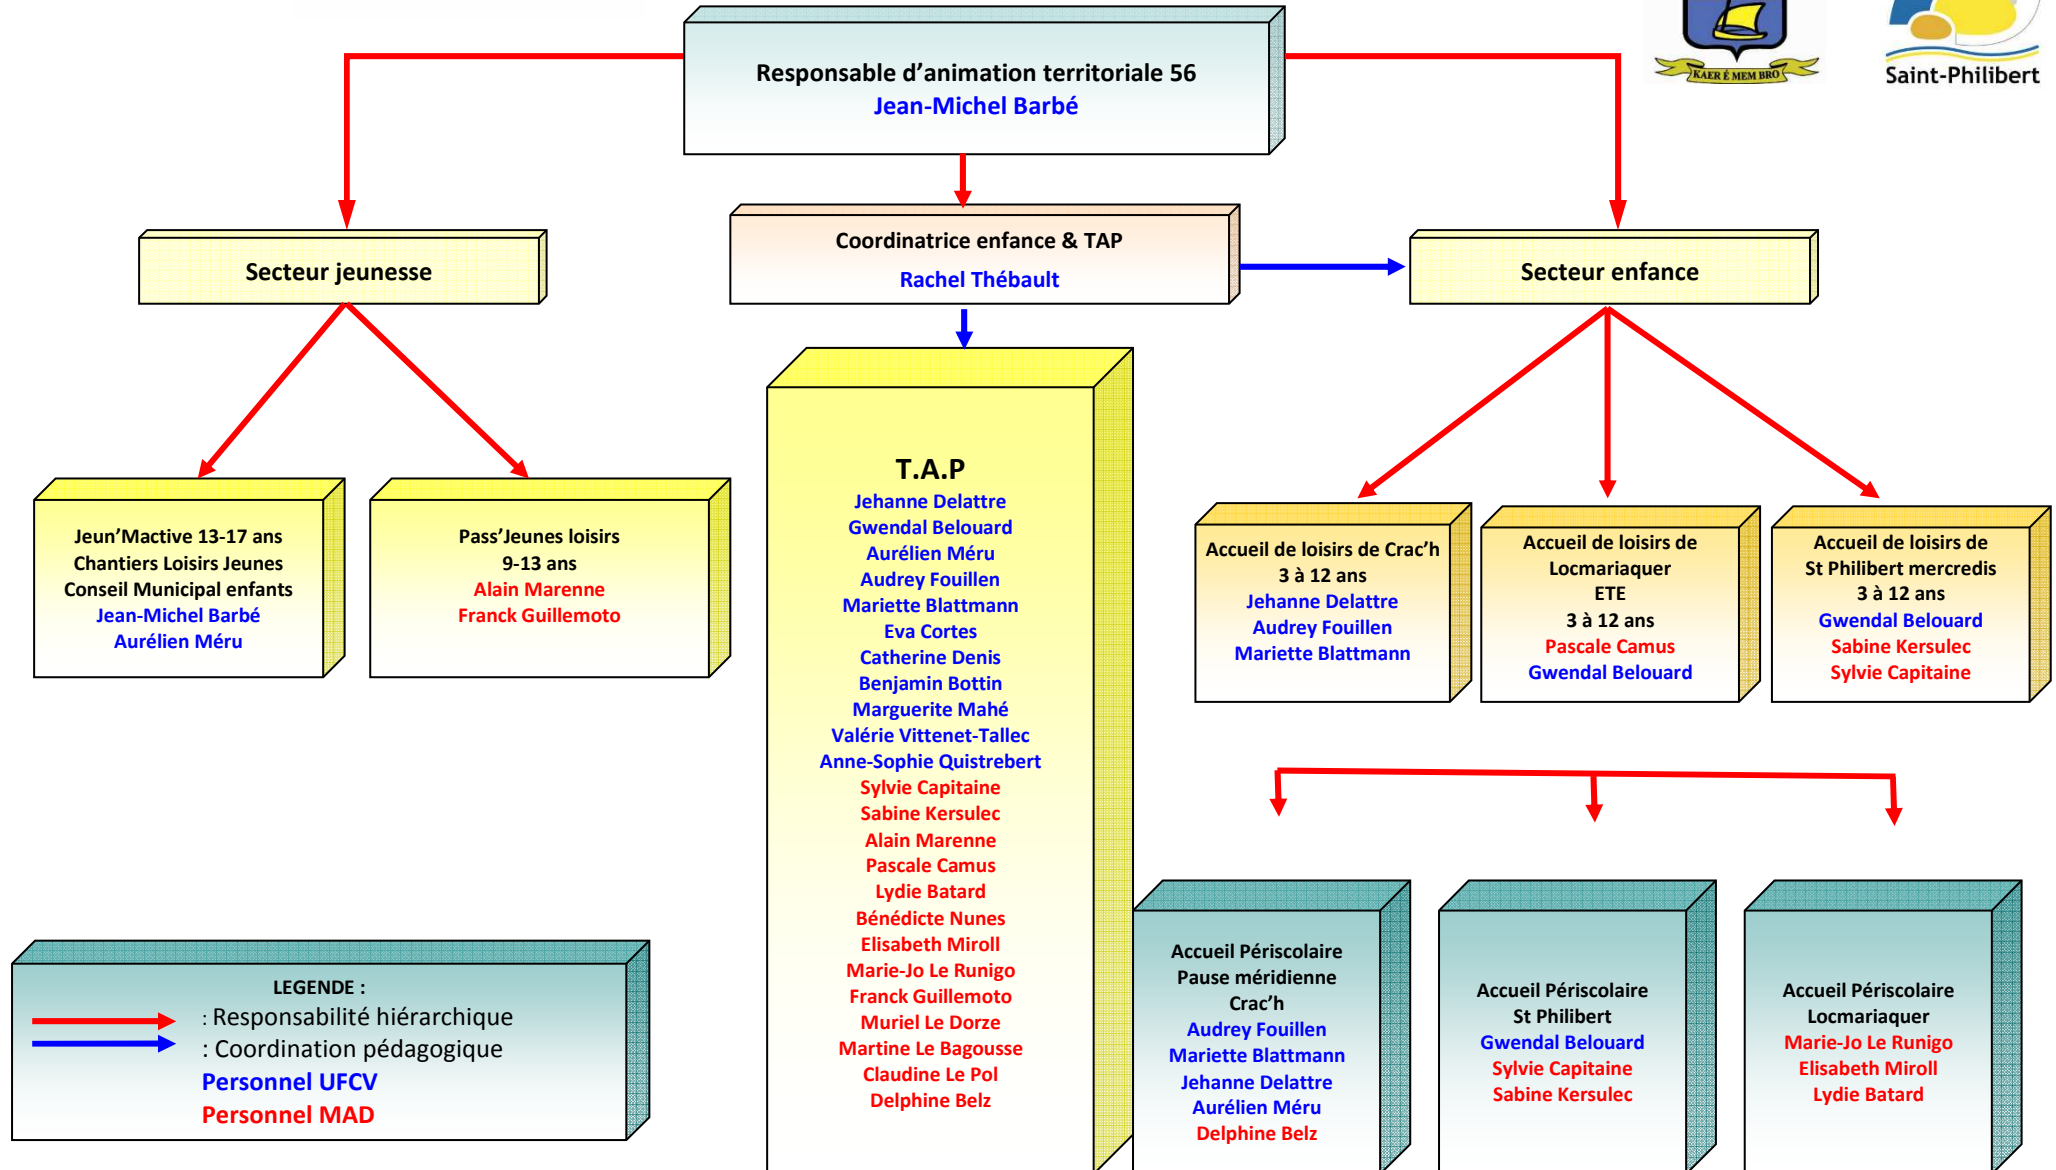 KAER É MEM BRO
Saint-Philibert
Responsable d'animation territoriale 56
Jean-Michel Barbé
Secteur jeunesse
Coordinatrice enfance & TAP
Rachel Thébault
Secteur enfance
Jeun'Mactive 13-17 ans
Chantiers Loisirs Jeunes
Conseil Municipal enfants
Jean-Michel Barbé
Aurélien Méru
Pass'Jeunes loisirs
9-13 ans
Alain Marenne
Franck Guillemoto
T.A.P
Jehanne Delattre
Gwendal Belouard
Aurélien Méru
Audrey Fouillen
Mariette Blattmann
Eva Cortes
Catherine Denis
Benjamin Bottin
Marguerite Mahé
Valérie Vittenet-Tallec
Anne-Sophie Quistrebert
Sylvie Capitaine
Sabine Kersulec
Alain Marenne
Pascale Camus
Lydie Batard
Bénédicte Nunes
Elisabeth Miroll
Marie-Jo Le Runigo
Franck Guillemoto
Muriel Le Dorze
Martine Le Bagousse
Claudine Le Pol
Delphine Belz
Accueil de loisirs de Crac'h
3 à 12 ans
Jehanne Delattre
Audrey Fouillen
Mariette Blattmann
Accueil de loisirs de
Locmariaquer
ETE
3 à 12 ans
Pascale Camus
Gwendal Belouard
Accueil de loisirs de
St Philibert mercredis
3 à 12 ans
Gwendal Belouard
Sabine Kersulec
Sylvie Capitaine
Accueil Périscolaire
Pause méridienne
Crac'h
Audrey Fouillen
Mariette Blattmann
Jehanne Delattre
Aurélien Méru
Delphine Belz
Accueil Périscolaire
St Philibert
Gwendal Belouard
Sylvie Capitaine
Sabine Kersulec
Accueil Périscolaire
Locmariaquer
Marie-Jo Le Runigo
Elisabeth Miroll
Lydie Batard
LEGENDE :
: Responsabilité hiérarchique
: Coordination pédagogique
Personnel UFCV
Personnel MAD